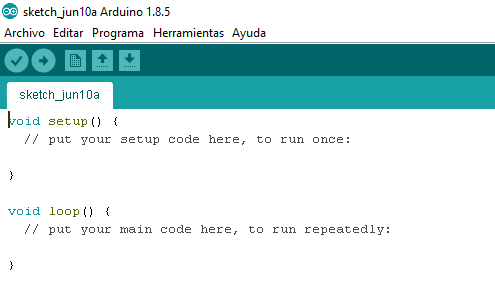 sketch_jun10a Arduino 1.8.5
Archivo Editar Programa Herramientas Ayuda
sketch_jun10a
void setup() {
  // put your setup code here, to run once:
}
void loop() {
  // put your main code here, to run repeatedly:
}